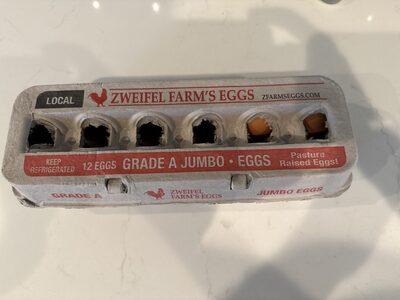 LOCAL
ZWEIFEL FARM'S EGGS
ZFARMSEGGS.COM
KEEP
REFRIGERATED
12 EGGS
GRADE A JUMBO • EGGS
Pasture
Raised Eggs!
GRADE A
ZWEIFEL
FARM'S EGGS
JUMBO EGGS